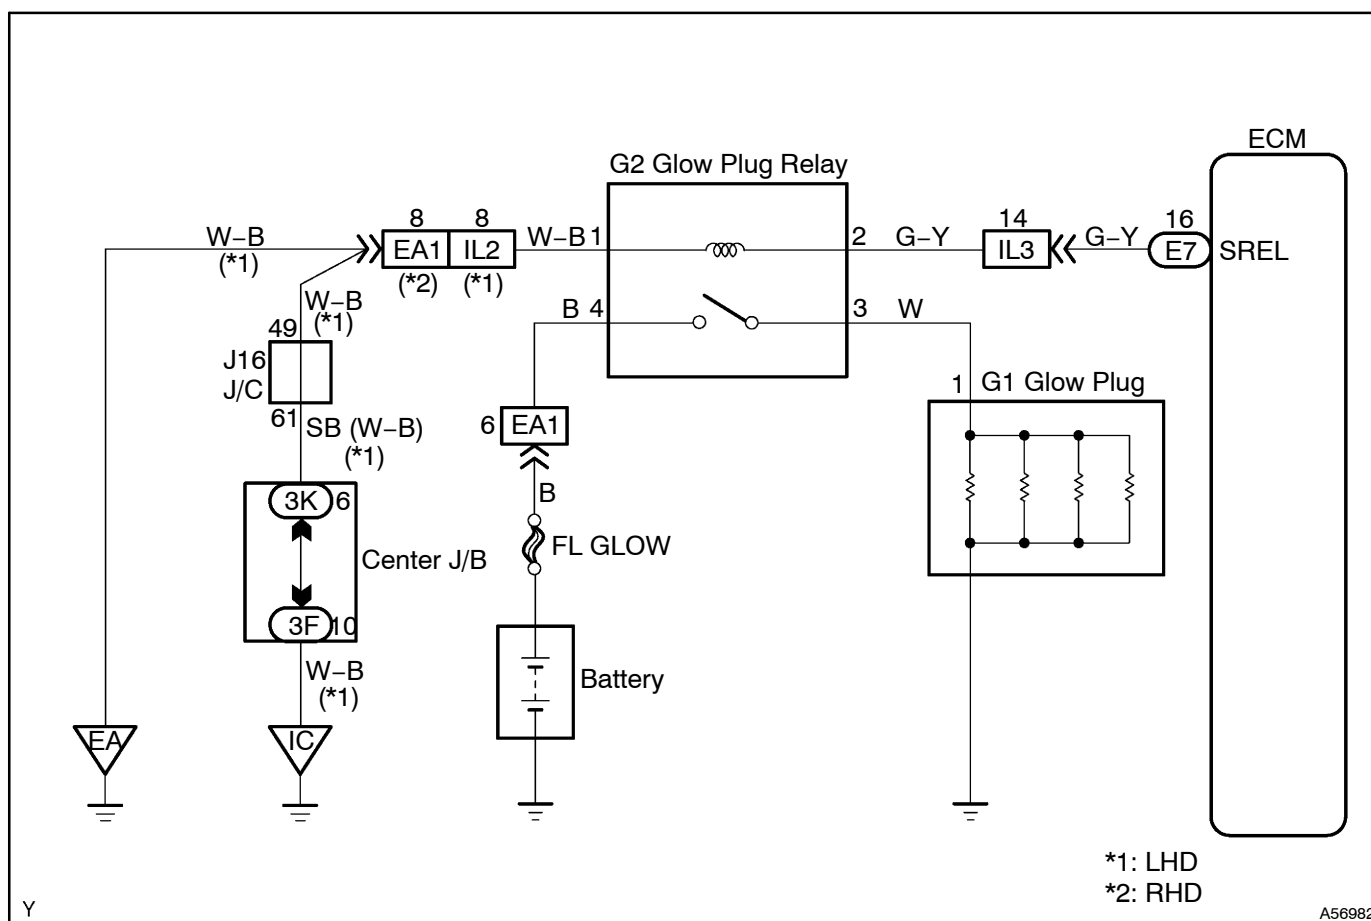 ECM
G2 Glow Plug Relay
8 8 14 16
W–B EA1 IL2 W–B 1 2 G–Y IL3 G–Y E7 SREL
(*1) (*2) (*1)
W–B
(*1)
B 4 3 W
49
J16
J/C
61
SB (W–B)
(*1)
1 G1 Glow Plug
6 EA1
B
3K 6
FL GLOW
Center J/B
3F 10
W–B
(*1)
Battery
EA IC
*1: LHD
*2: RHD
Y
A56982